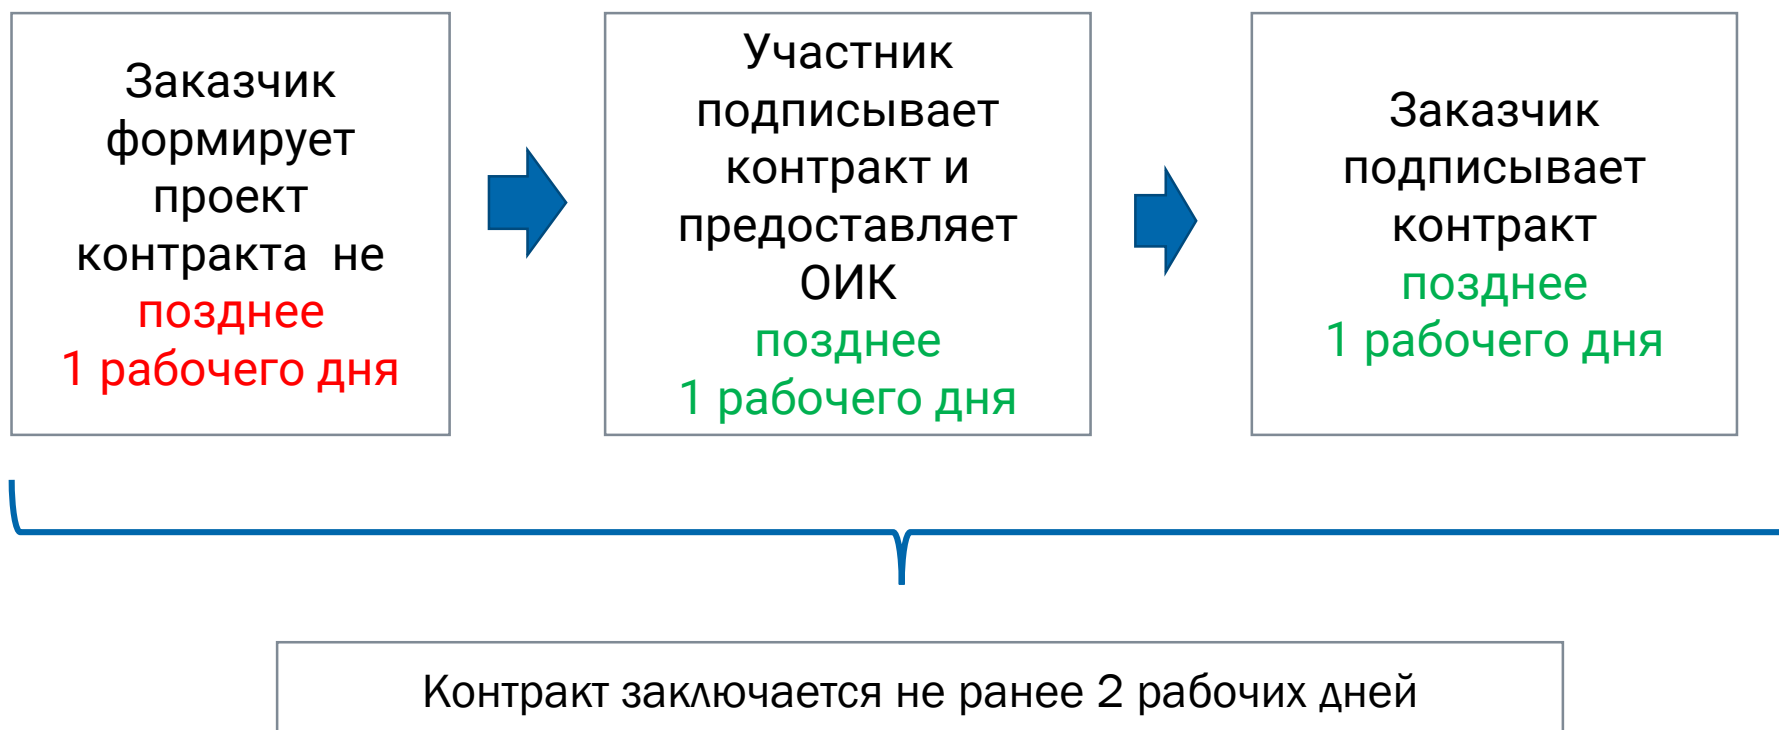 Заказчик
формирует
проект
контракта не
позднее
1 рабочего дня
Участник
подписывает
контракт и
предоставляет
ОИК
позднее
1 рабочего дня
Заказчик
подписывает
контракт
позднее
1 рабочего дня
Контракт заключается не ранее 2 рабочих дней